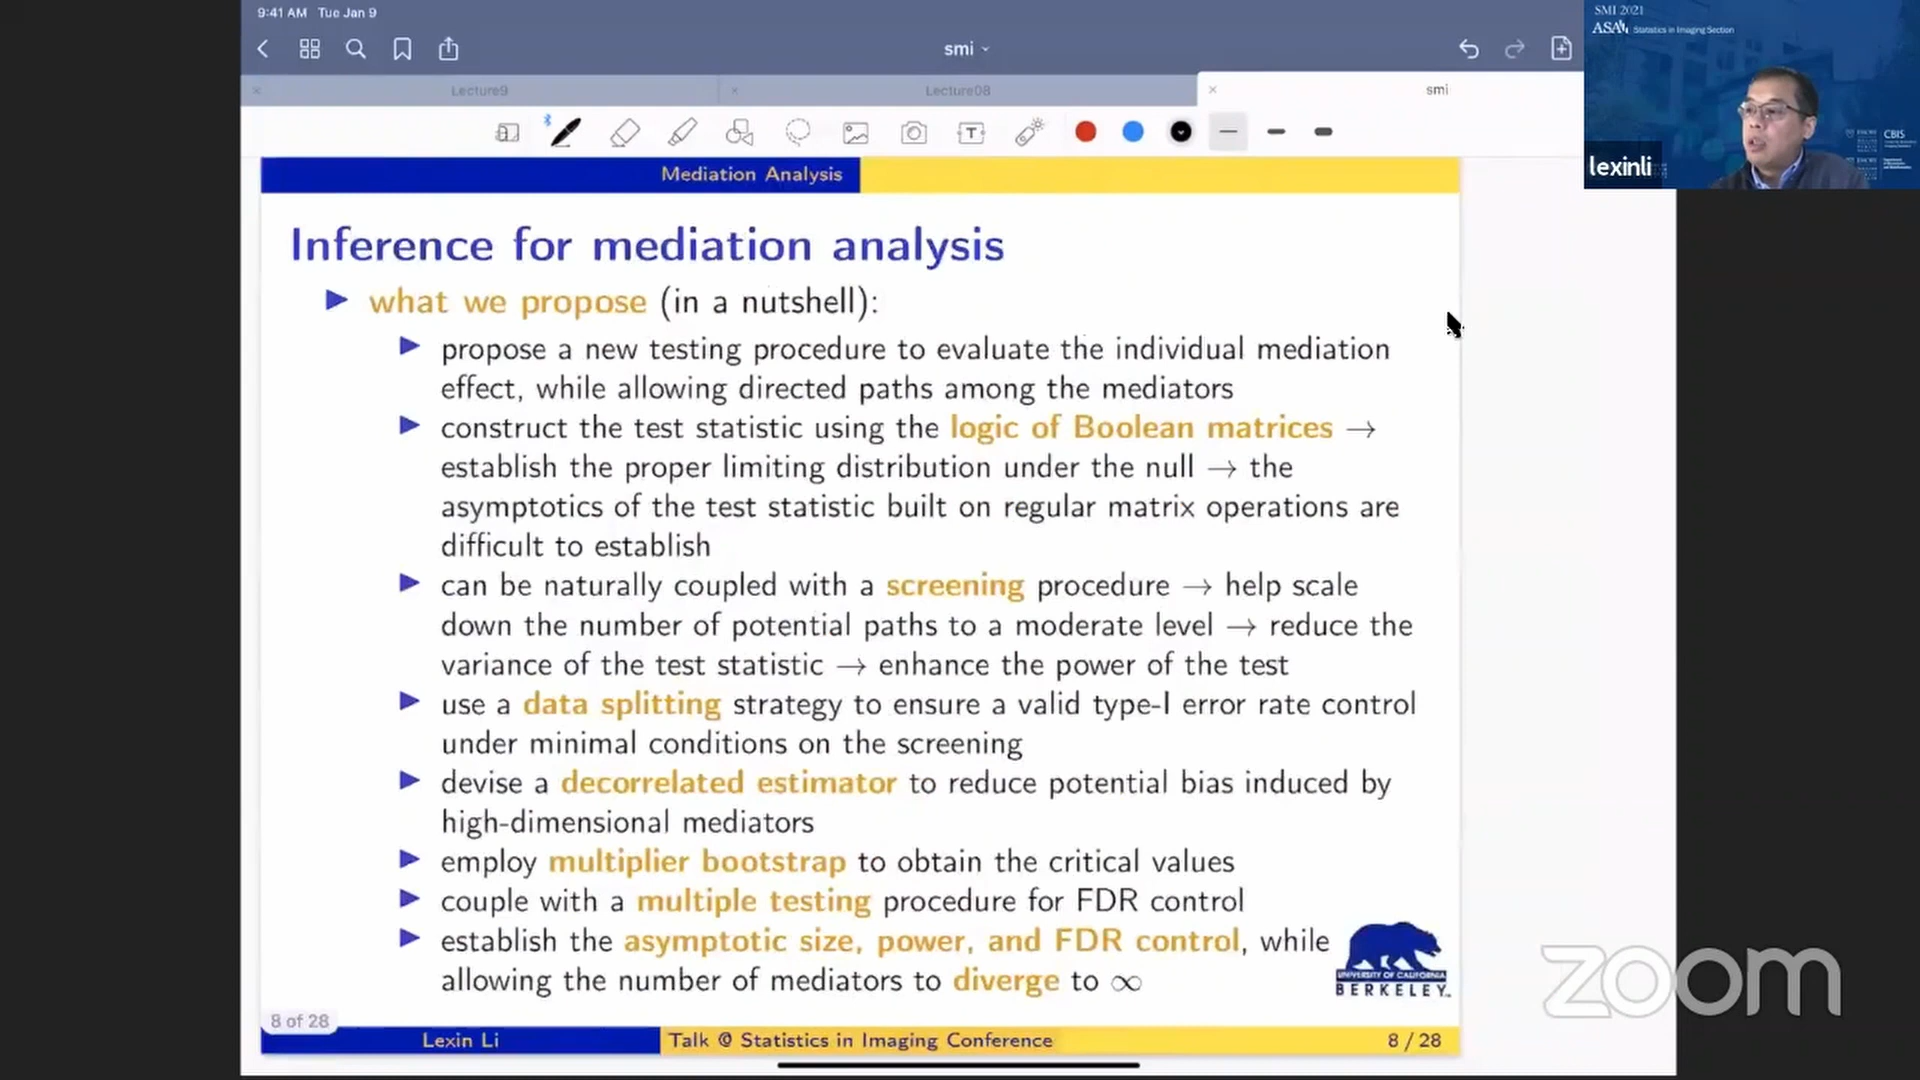 9:41 AM Tue Jan 9
smi
Lecture9
Lecture08
smi
T
SMI 2021
ASA Statistics in Imaging Section
CBIS
lexinli
Mediation Analysis
Inference for mediation analysis
what we propose (in a nutshell):
propose a new testing procedure to evaluate the individual mediation
effect, while allowing directed paths among the mediators
construct the test statistic using the logic of Boolean matrices →
establish the proper limiting distribution under the null → the
asymptotics of the test statistic built on regular matrix operations are
difficult to establish
can be naturally coupled with a screening procedure → help scale
down the number of potential paths to a moderate level → reduce the
variance of the test statistic → enhance the power of the test
use a data splitting strategy to ensure a valid type-I error rate control
under minimal conditions on the screening
devise a decorrelated estimator to reduce potential bias induced by
high-dimensional mediators
employ multiplier bootstrap to obtain the critical values
couple with a multiple testing procedure for FDR control
establish the asymptotic size, power, and FDR control, while
allowing the number of mediators to diverge to ∞
UNIVERSITY OF CALIFORNIA
BERKELEY
8 of 28
Lexin Li
Talk @ Statistics in Imaging Conference
8 / 28
zoom